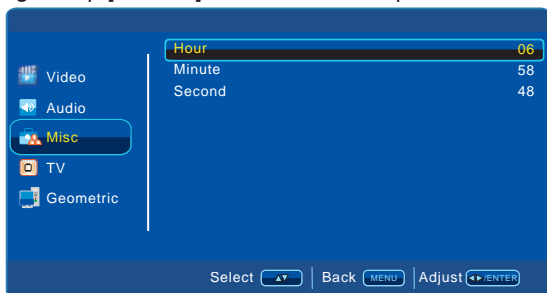 Hour 06
Minute 58
Second 48
Video
Audio
Misc
TV
Geometric
Select Back MENU Adjust /ENTER